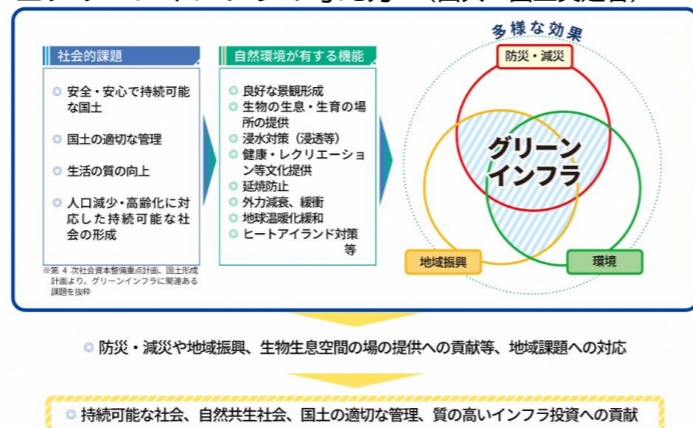 多様な効果
社会的課題
◎ 安全・安心で持続可能
な国土
◎ 国土の適切な管理
◎ 生活の質の向上
◎ 人口減少・高齢化に対
応した持続可能な社
会の形成
※第 4 次社会資本整備重点計画、国土形成
計画より、グリーンインフラに関連ある
課題を抜粋
自然環境が有する機能
◎ 良好な景観形成
◎ 生物の生息・生育の場
所の提供
◎ 浸水対策（浸透等）
◎ 健康・レクリエーショ
ン等文化提供
◎ 延焼防止
◎ 外力減衰、緩衝
◎ 地球温暖化緩和
◎ ヒートアイランド対策
等
防災・減災
グリーン
インフラ
地域振興
環境
◎ 防災・減災や地域振興、生物生息空間の場の提供への貢献等、地域課題への対応
◎ 持続可能な社会、自然共生社会、国土の適切な管理、質の高いインフラ投資への貢献